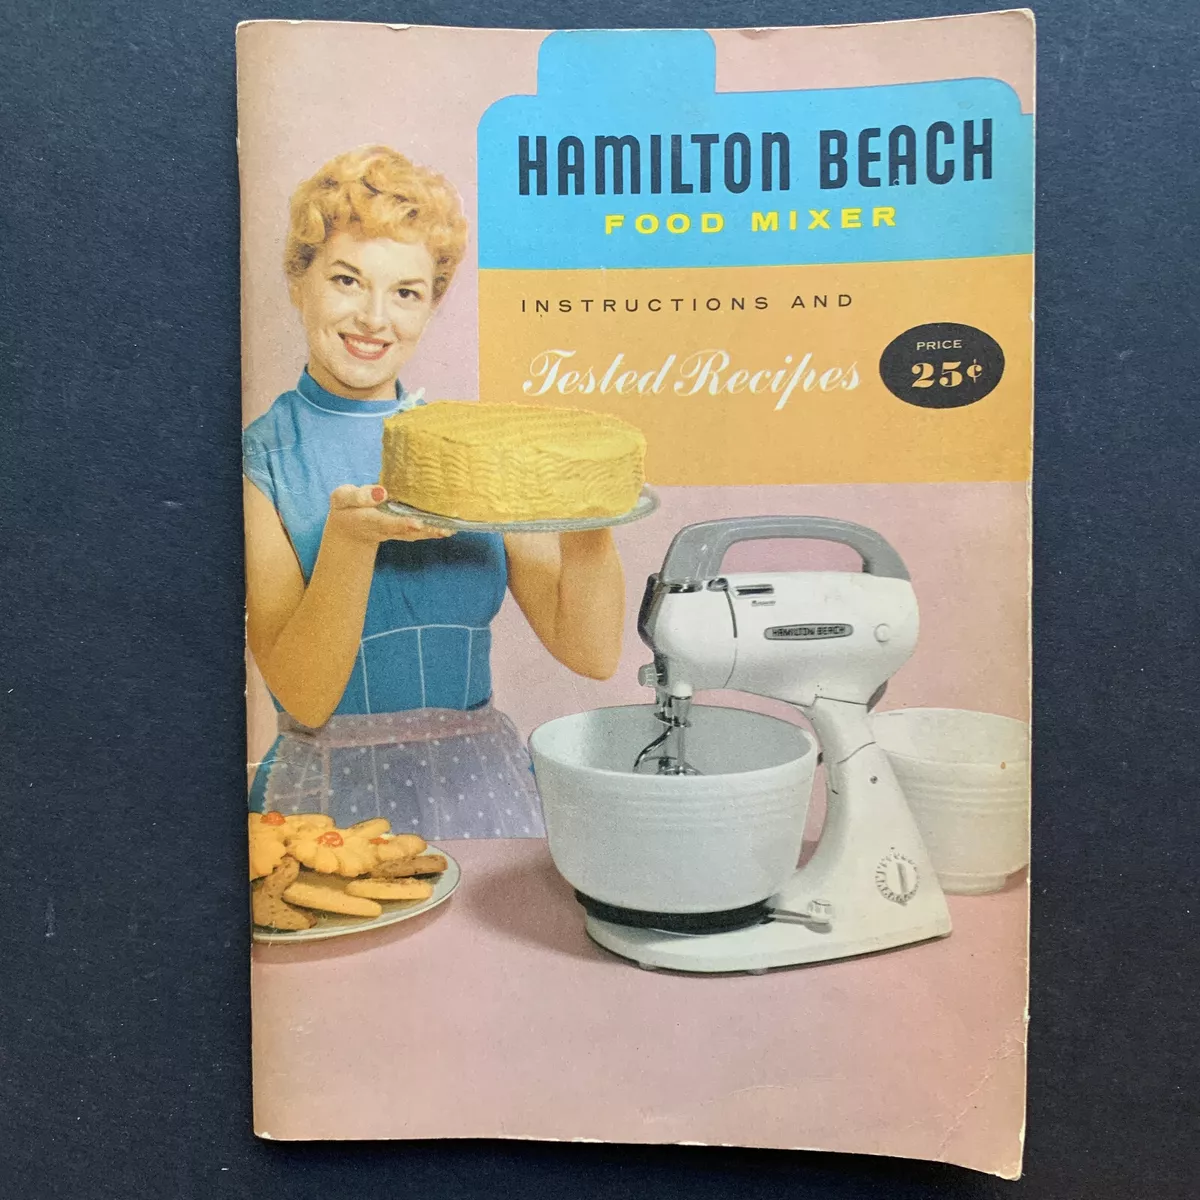 HAMILTON BEACH
FOOD MIXER
INSTRUCTIONS AND
Tested Recipes
PRICE
25¢
HAMILTON BEACH